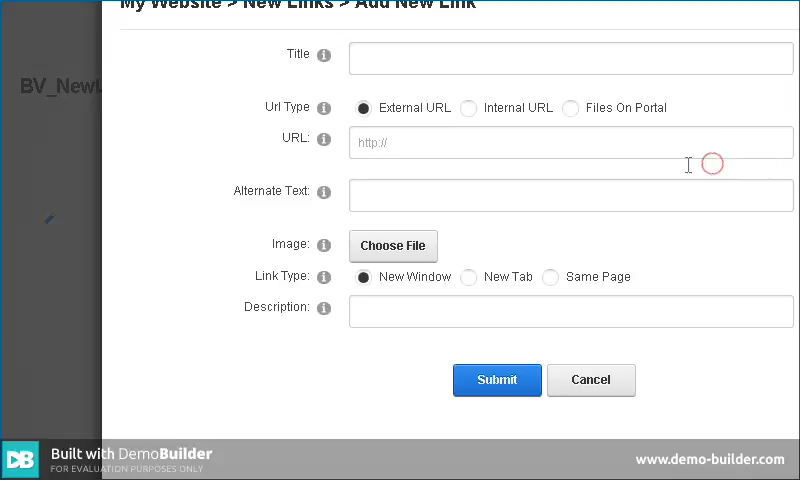 My Website > New Links > Add New Link
Title
BV_NewL
Url Type External URL Internal URL Files On Portal
URL: http://
Alternate Text:
Image: Choose File
Link Type: New Window New Tab Same Page
Description:
Submit Cancel
DB Built with DemoBuilder
FOR EVALUATION PURPOSES ONLY
www.demo-builder.com